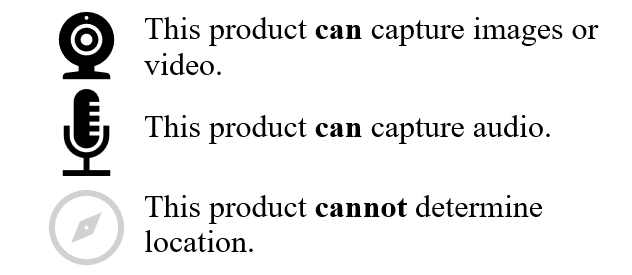 This product can capture images or
video.
This product can capture audio.
This product cannot determine
location.